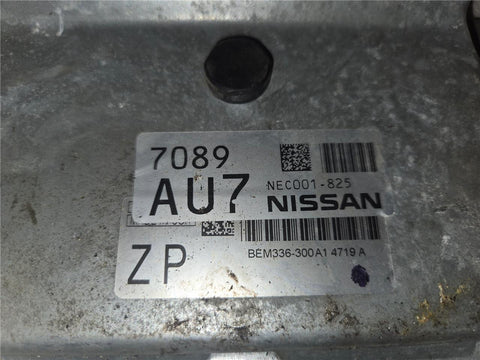 7089
NEC001-825
AU7 NISSAN
BEM336-300A1 4719 A
ZP